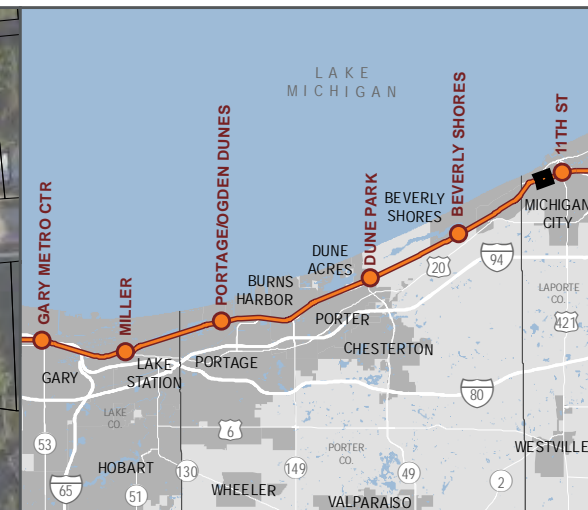 LAKE
MICHIGAN
GARY METRO CTR
MILLER
PORTAGE/OGDEN DUNES
DUNE PARK
BEVERLY SHORES
11TH ST
BEVERLY
SHORES
MICHIGAN
CITY
DUNE
ACRES
20
94
BURNS
HARBOR
LAPORTE
CO.
PORTER
421
CHESTERTON
LAKE
STATION
PORTAGE
GARY
80
LAKE
CO.
6
53
PORTER
CO.
WESTVILLE
HOBART
130
149
49
2
65
51
WHEELER
VALPARAISO